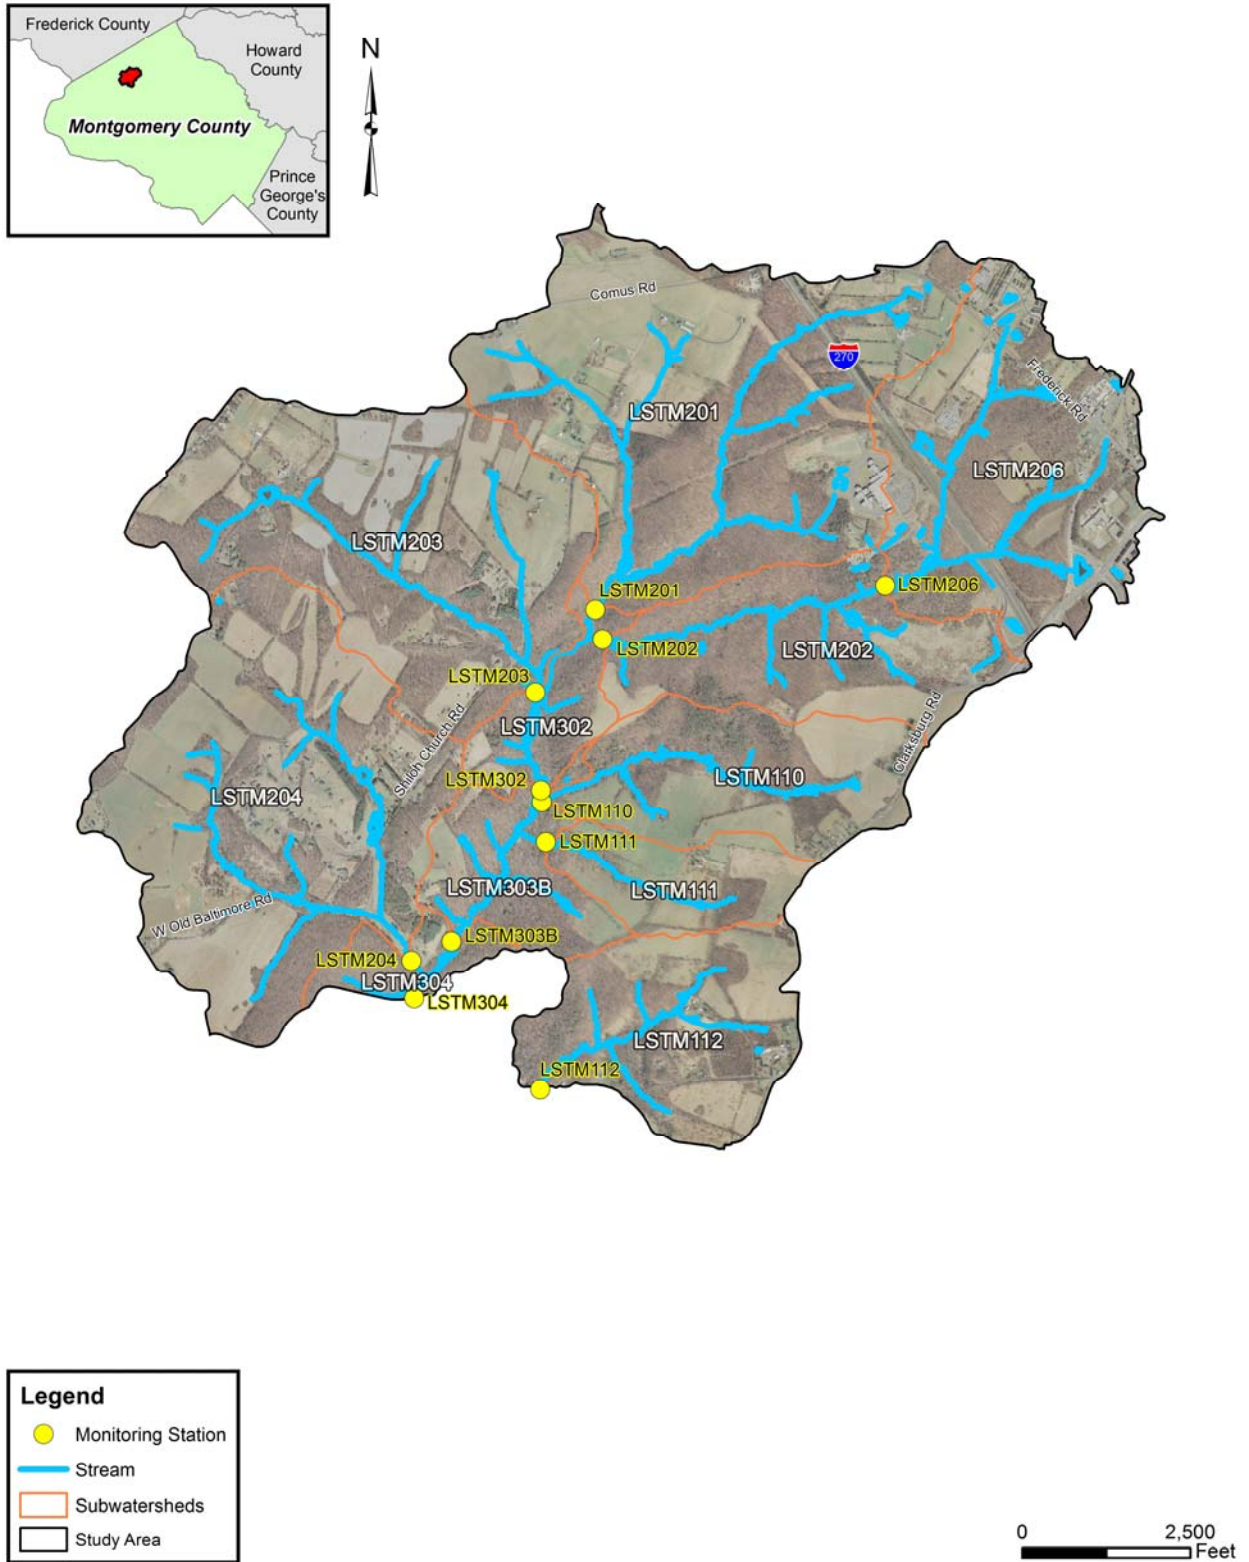 Frederick County
Howard
County
Montgomery County
Prince
George's
County
N
Comus Rd
270
Frederick Rd
LSTM201
LSTM206
LSTM203
LSTM201
LSTM206
LSTM202
LSTM202
LSTM203
LSTM302
Shiloh Church Rd
Clarksburg Rd
LSTM302
LSTM110
LSTM204
LSTM110
LSTM111
LSTM303B
LSTM111
W Old Baltimore Rd
LSTM303B
LSTM204
LSTM304
LSTM304
LSTM112
LSTM112
Legend
Monitoring Station
Stream
Subwatersheds
Study Area
0 2,500
Feet